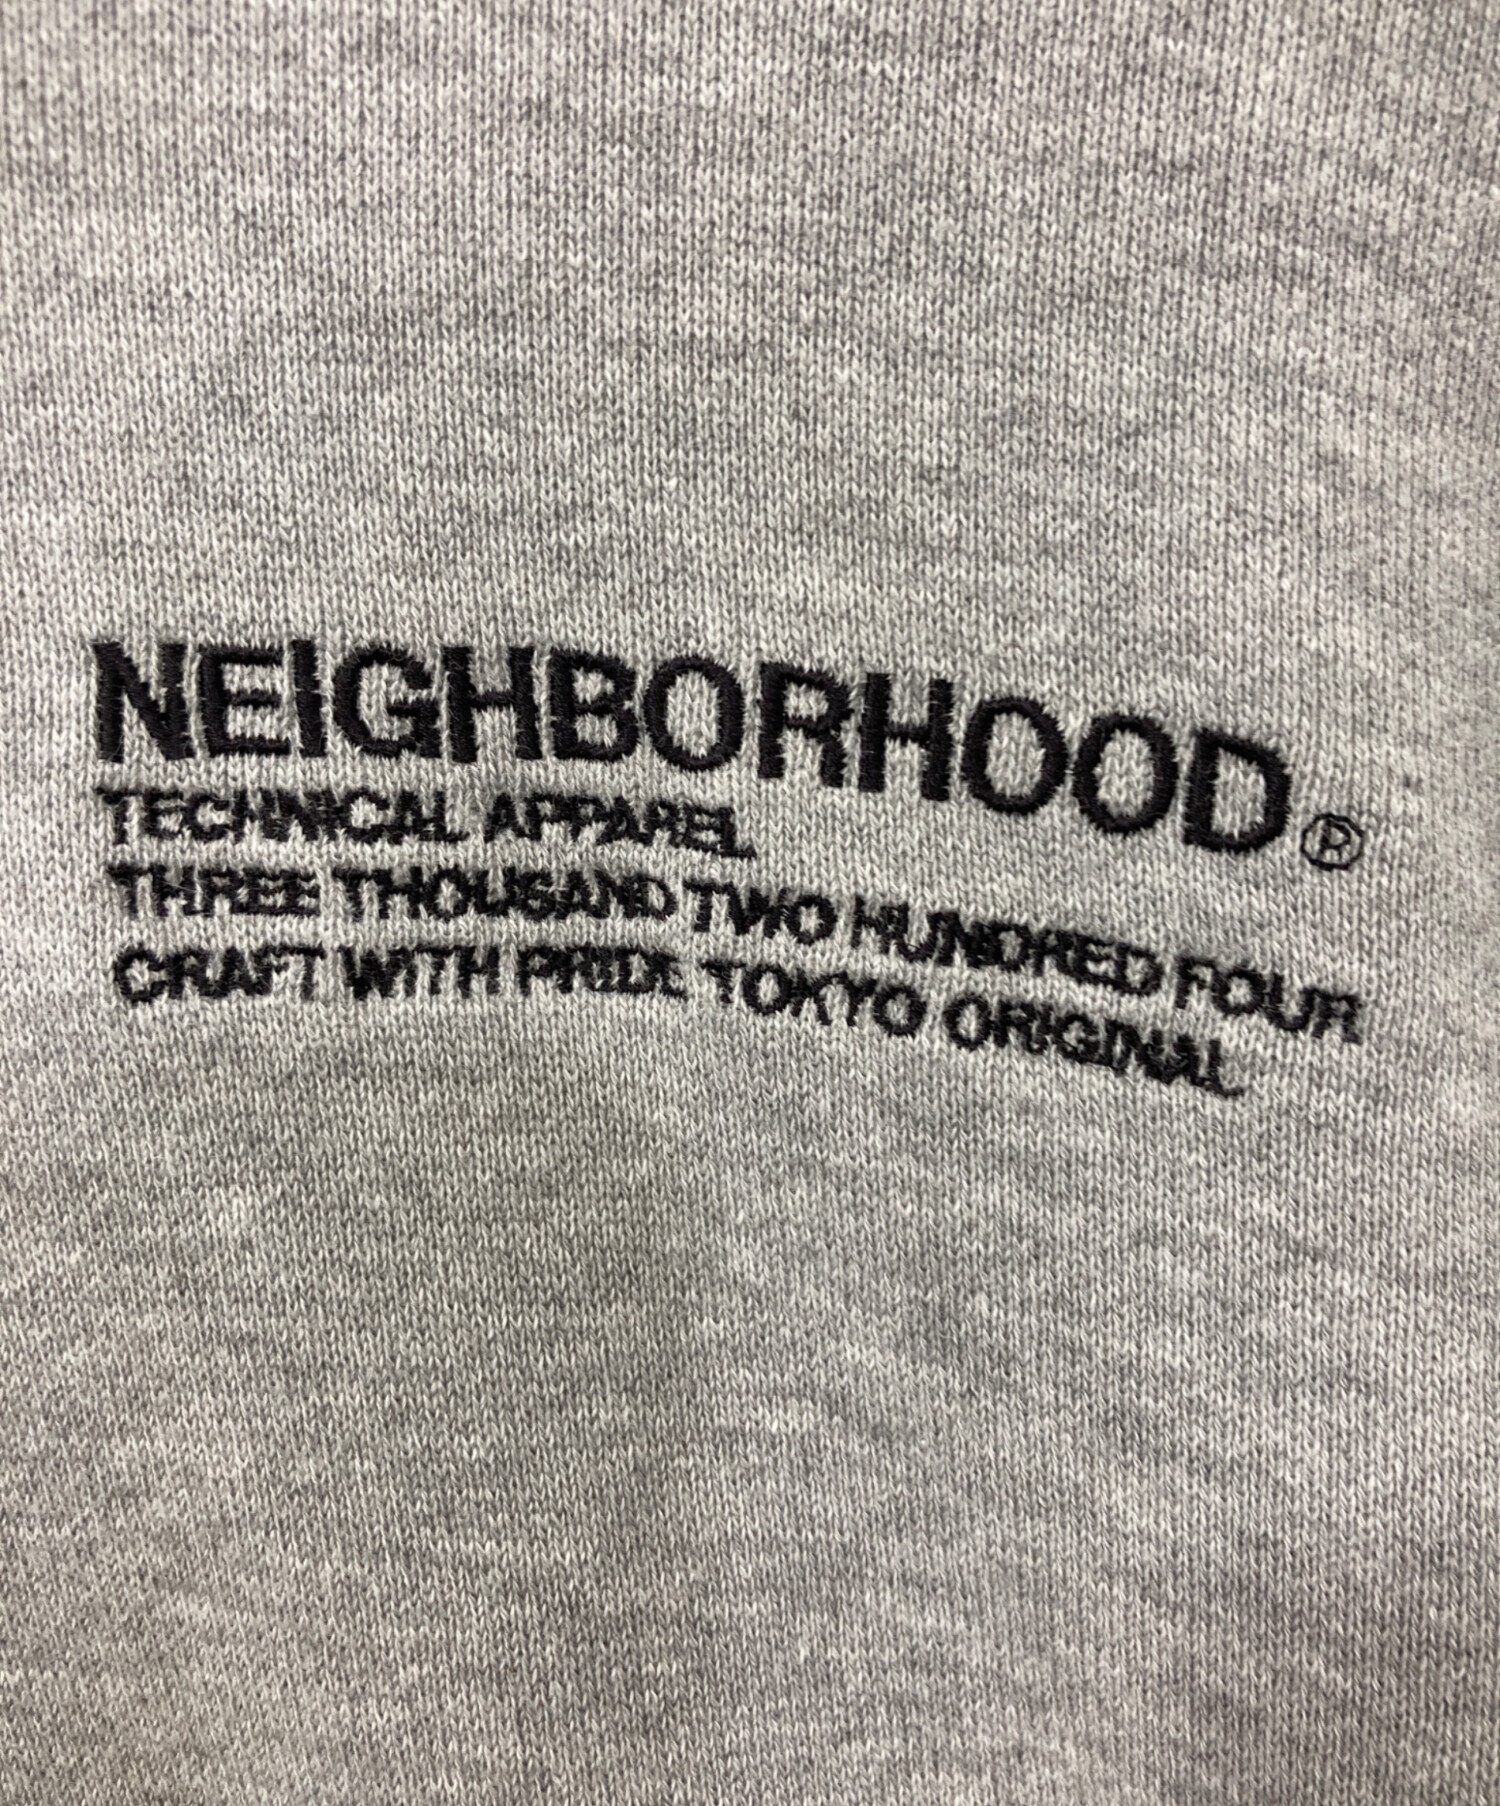 NEIGHBORHOOD®
TECHNICAL APPAREL
THREE THOUSAND TWO HUNDRED FOUR
CRAFT WITH PRIDE TOKYO ORIGINAL